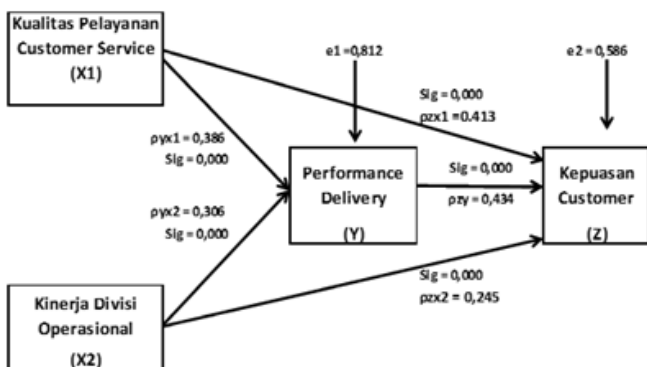 Kualitas Pelayanan
Customer Service
(X1)
e1 = 0,812
e2 = 0,586
Sig = 0,000
ρzx1 = 0.413
ρyx1 = 0,386
Sig = 0,000
Performance
Delivery
(Y)
Sig = 0,000
ρzy = 0,434
Kepuasan
Customer
(Z)
ρyx2 = 0,306
Sig = 0,000
Sig = 0,000
ρzx2 = 0,245
Kinerja Divisi
Operasional
(X2)